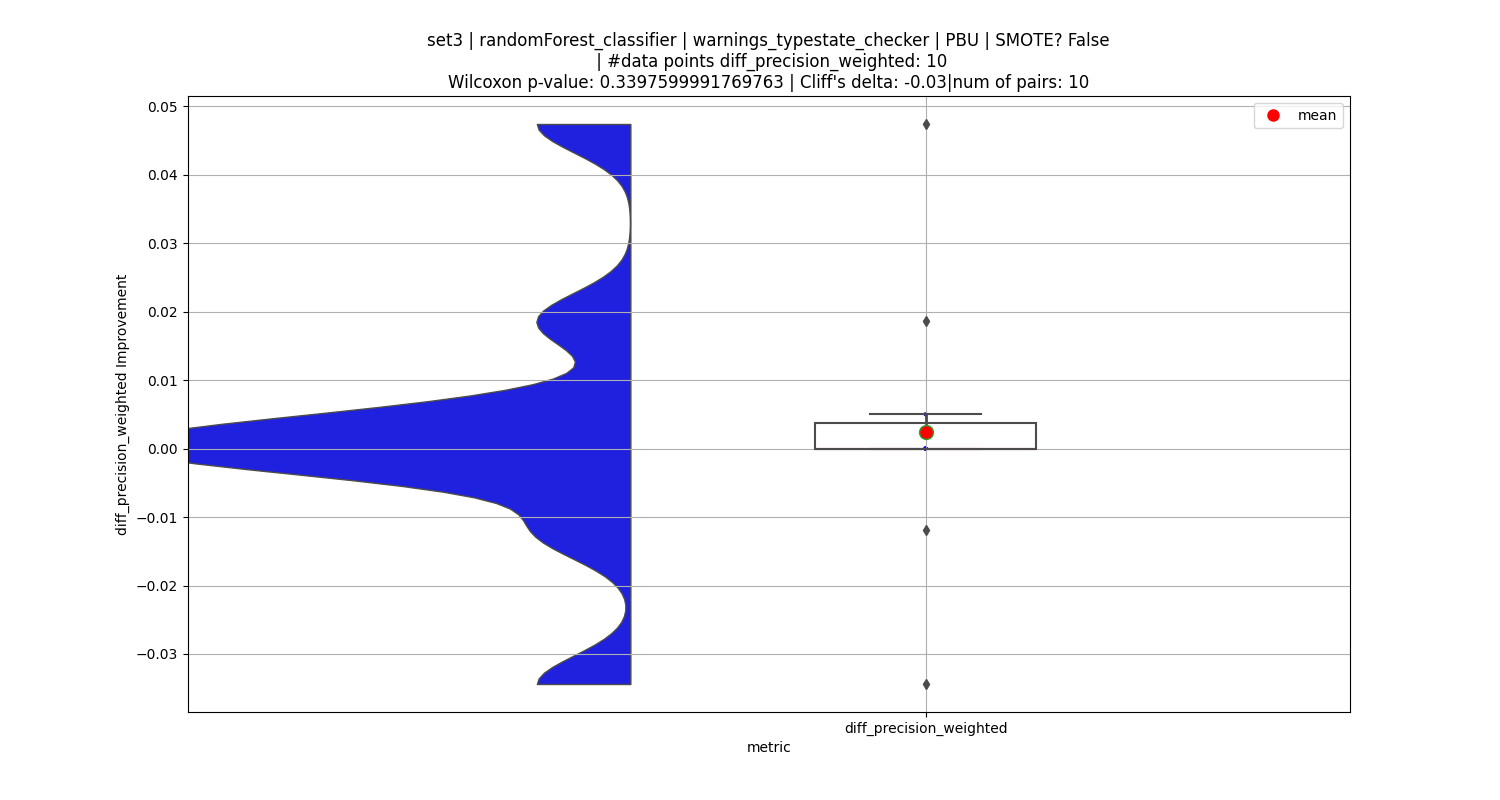 set3 | randomForest_classifier | warnings_typestate_checker | PBU | SMOTE? False
| #data points diff_precision_weighted: 10
Wilcoxon p-value: 0.3397599991769763 | Cliff's delta: -0.03|num of pairs: 10
mean
0.05
0.04
0.03
0.02
0.01
0.00
−0.01
−0.02
−0.03
diff_precision_weighted Improvement
diff_precision_weighted
metric